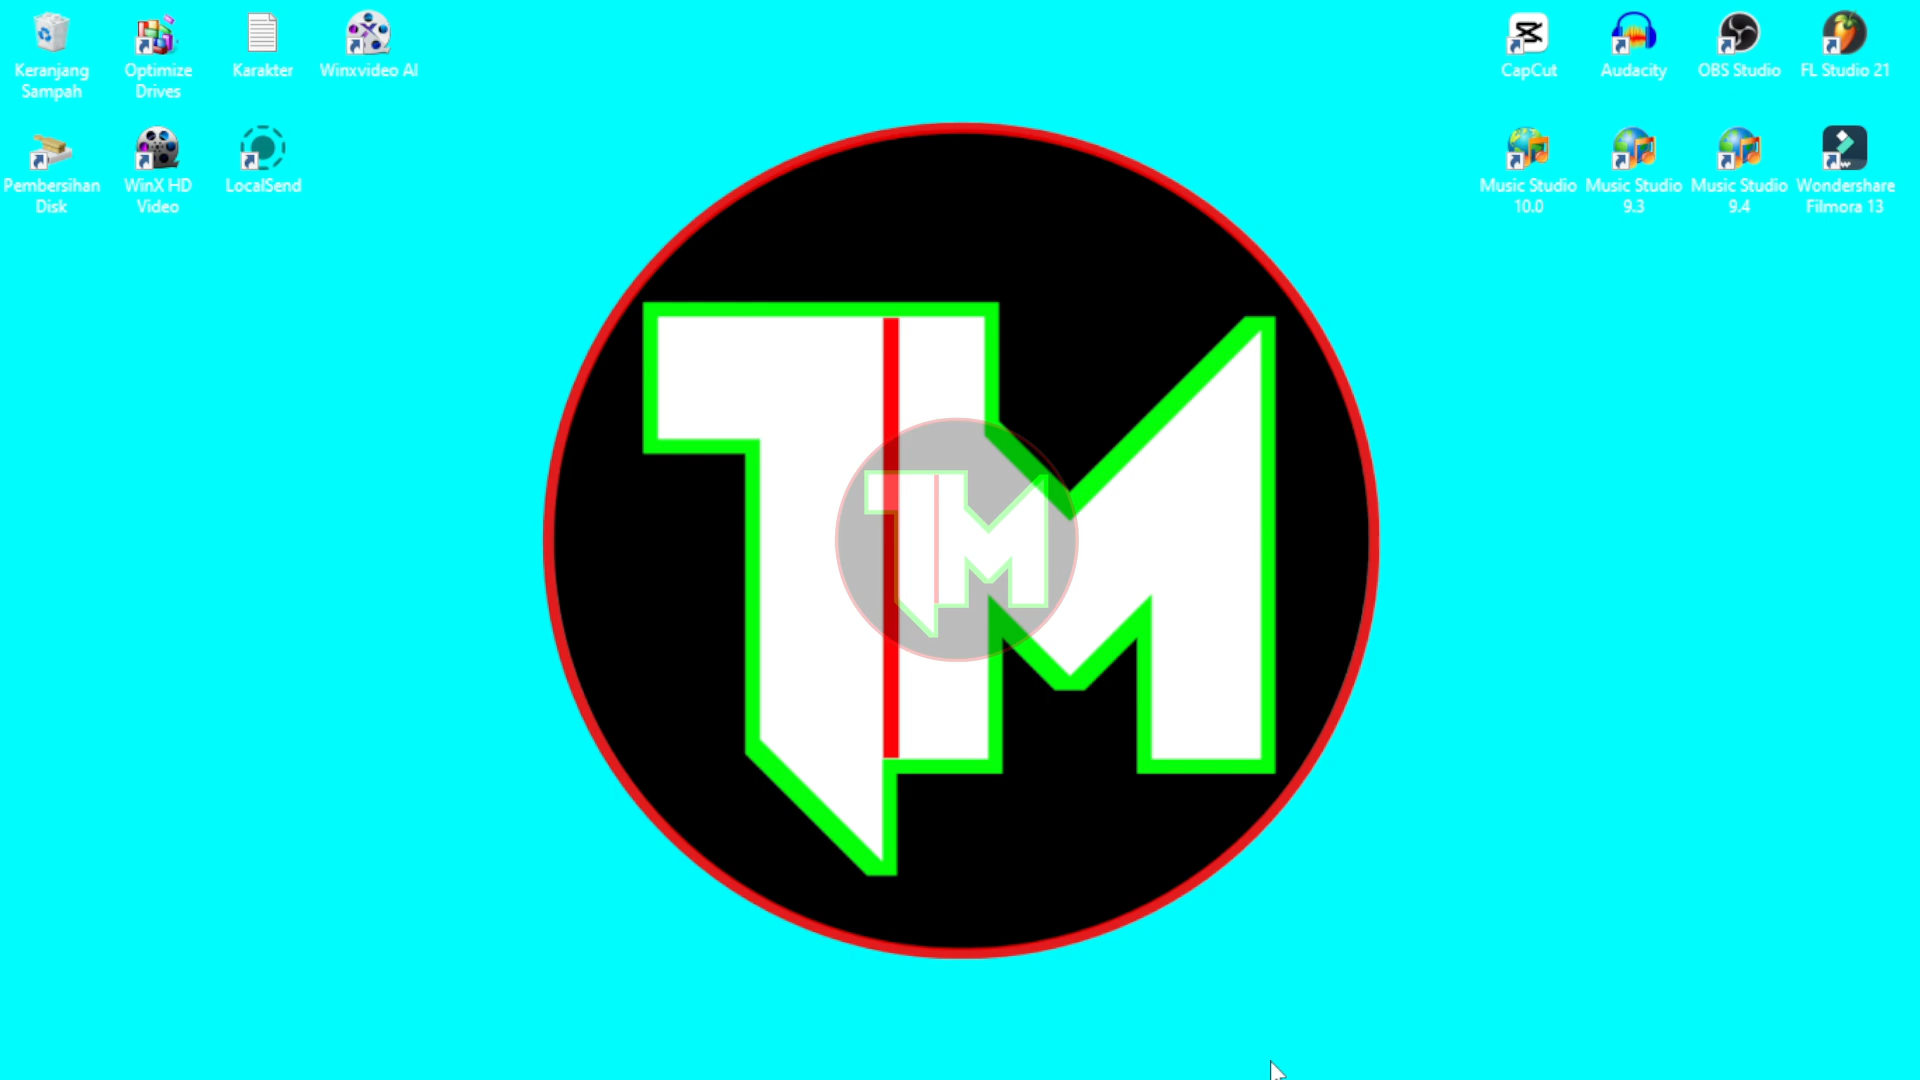 Keranjang
Sampah
Optimize
Drives
Karakter
Winxvideo AI
CapCut
Audacity
OBS Studio
FL Studio 21
Pembersihan
Disk
WinX HD
Video
LocalSend
Music Studio
10.0
Music Studio
9.3
Music Studio
9.4
Wondershare
Filmora 13
TM
TM